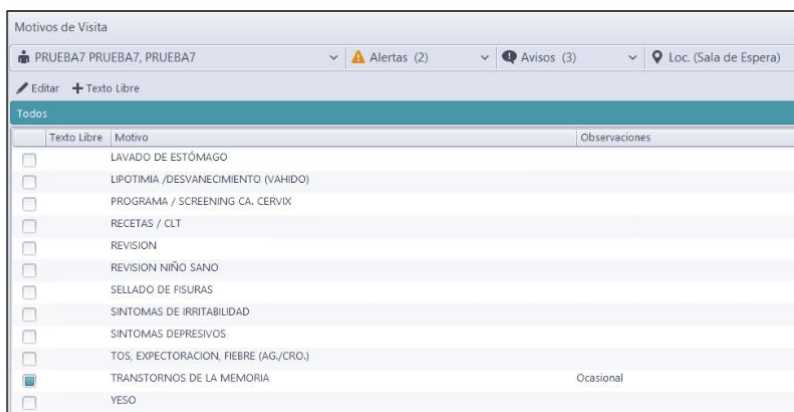 Motivos de Visita
PRUEBA7 PRUEBA7, PRUEBA7 Alertas (2) Avisos (3) Loc. (Sala de Espera)
Editar Texto Libre
Todos
Texto Libre Motivo Observaciones
LAVADO DE ESTÓMAGO
LIPOTIMIA /DESVANECIMIENTO (VAHIDO)
PROGRAMA / SCREENING CA. CERVIX
RECETAS / CLT
REVISION
REVISION NIÑO SANO
SELLADO DE FISURAS
SINTOMAS DE IRRITABILIDAD
SINTOMAS DEPRESIVOS
TOS, EXPECTORACION, FIEBRE (AG./CRO.)
TRANSTORNOS DE LA MEMORIA Ocasional
YESO